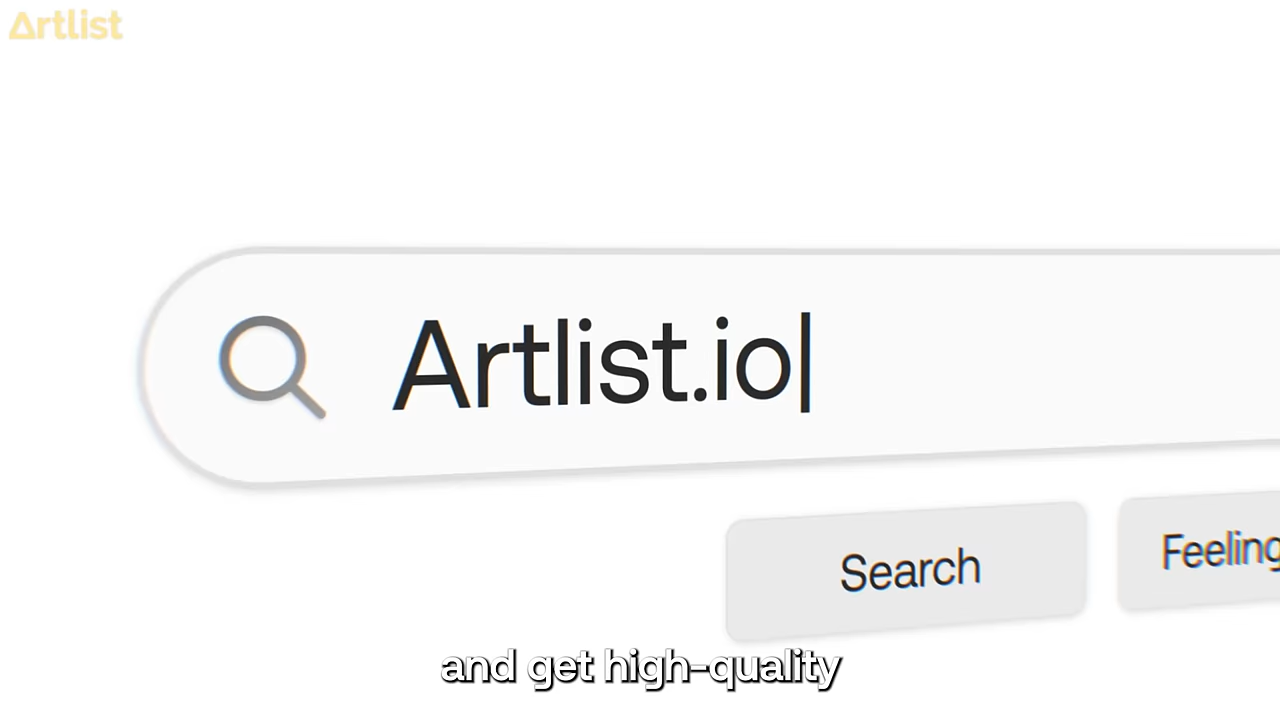 Artlist
Artlist.io
Search
Feeling
and get high-quality